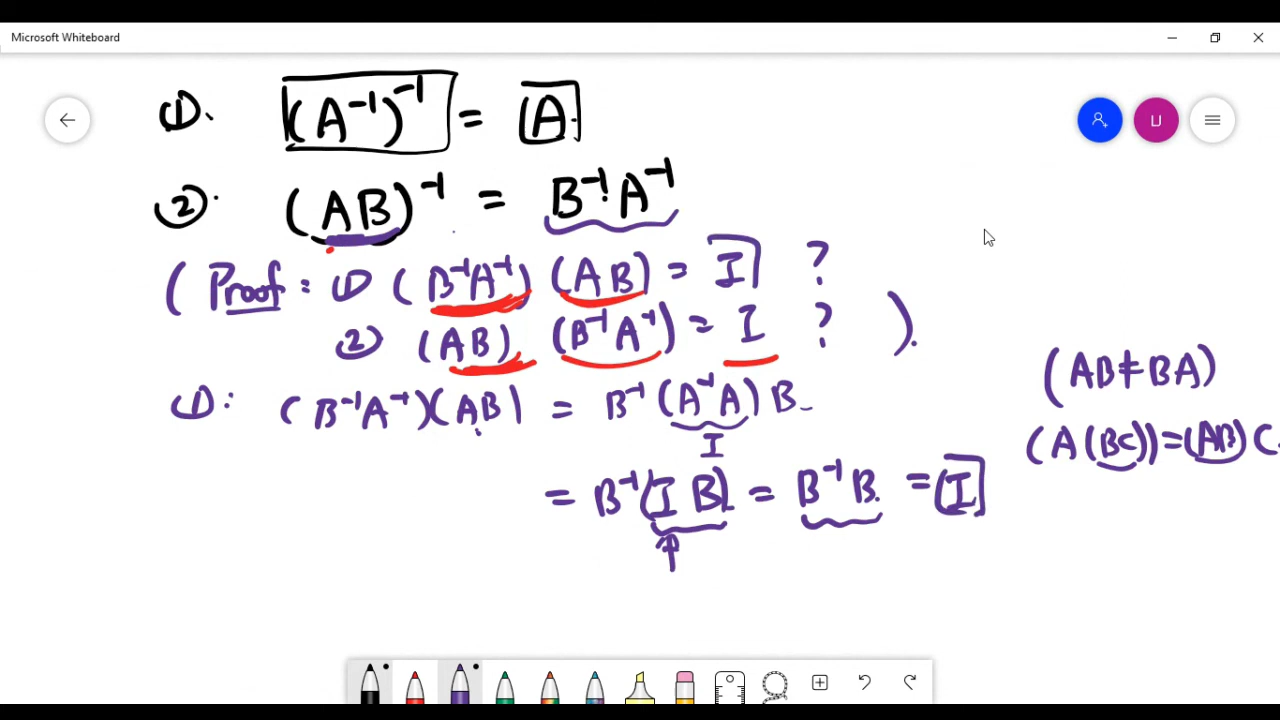 Microsoft Whiteboard
①. (A⁻¹)⁻¹ = (A.
②. (AB)⁻¹ = B⁻¹A⁻¹
(Proof: ① (B⁻¹A⁻¹) (AB) = I ?
② (AB) (B⁻¹A⁻¹) = I ? ).
(AB≠BA)
①: (B⁻¹A⁻¹)(AB) = B⁻¹(A⁻¹A)B
I
(A(BC))=(AB)C
= B⁻¹(I B) = B⁻¹B = I
U